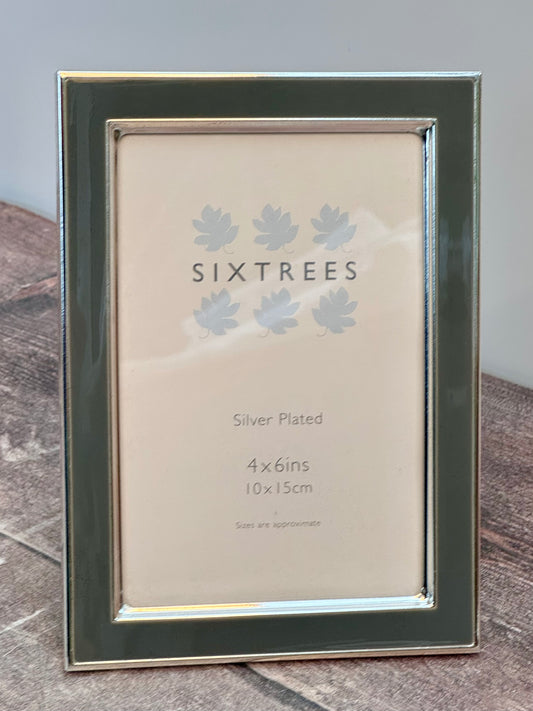 SIXTREES
Silver Plated
4x6ins
10x15cm
Sizes are approximate